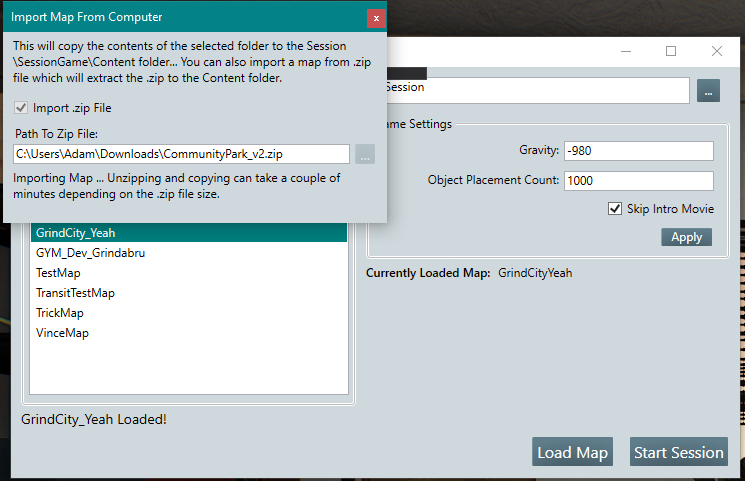 Import Map From Computer
x
This will copy the contents of the selected folder to the Session
\SessionGame\Content folder... You can also import a map from .zip
file which will extract the .zip to the Content folder.
Import .zip File
Path To Zip File:
C:\Users\Adam\Downloads\CommunityPark_v2.zip
...
Importing Map ... Unzipping and copying can take a couple of
minutes depending on the .zip file size.
Session
...
ame Settings
Gravity:
-980
Object Placement Count:
1000
Skip Intro Movie
Apply
Currently Loaded Map: GrindCityYeah
GrindCity_Yeah
GYM_Dev_Grindabru
TestMap
TransitTestMap
TrickMap
VinceMap
GrindCity_Yeah Loaded!
Load Map
Start Session